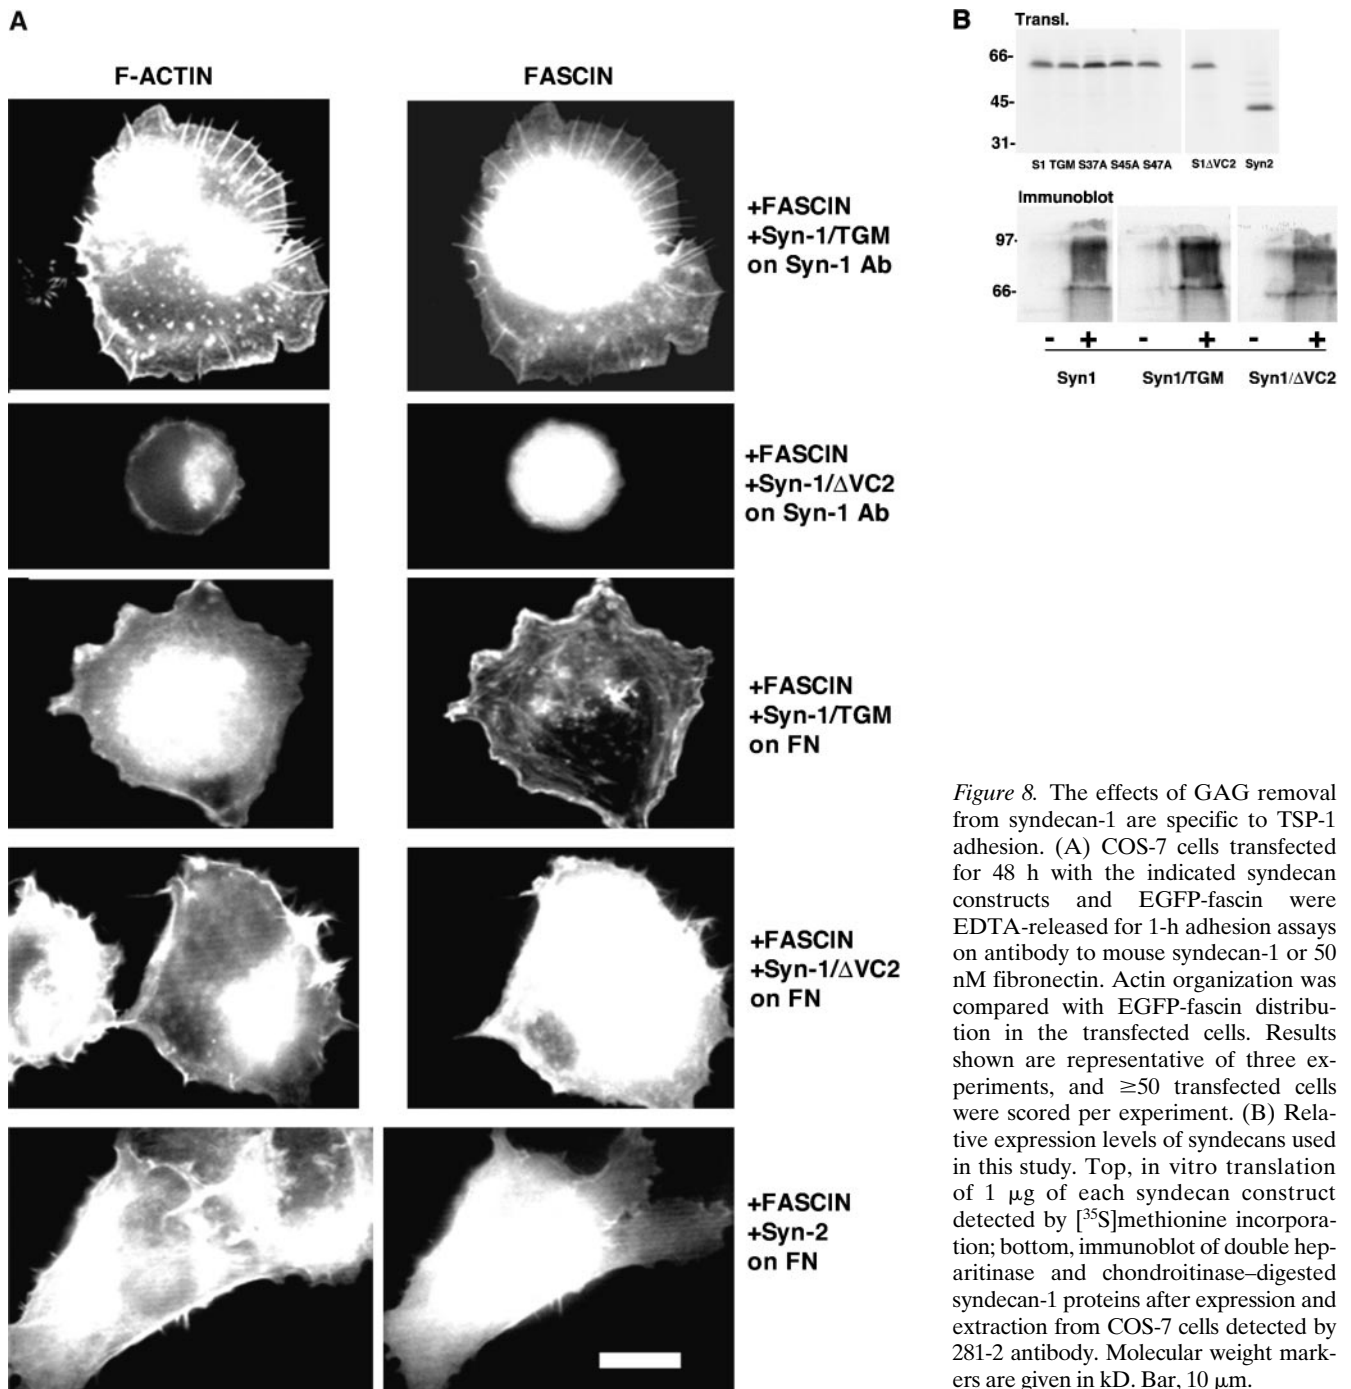 A
F-ACTIN
FASCIN
+FASCIN
+Syn-1/TGM
on Syn-1 Ab
+FASCIN
+Syn-1/ΔVC2
on Syn-1 Ab
+FASCIN
+Syn-1/TGM
on FN
+FASCIN
+Syn-1/ΔVC2
on FN
+FASCIN
+Syn-2
on FN
B
Transl.
66-
45-
31-
S1 TGM S37A S45A S47A S1ΔVC2 Syn2
Immunoblot
97-
66-
- + - + - +
Syn1 Syn1/TGM Syn1/ΔVC2
Figure 8. The effects of GAG removal
from syndecan-1 are specific to TSP-1
adhesion. (A) COS-7 cells transfected
for 48 h with the indicated syndecan
constructs and EGFP-fascin were
EDTA-released for 1-h adhesion assays
on antibody to mouse syndecan-1 or 50
nM fibronectin. Actin organization was
compared with EGFP-fascin distribu-
tion in the transfected cells. Results
shown are representative of three ex-
periments, and ≥50 transfected cells
were scored per experiment. (B) Rela-
tive expression levels of syndecans used
in this study. Top, in vitro translation
of 1 μg of each syndecan construct
detected by [³⁵S]methionine incorpora-
tion; bottom, immunoblot of double hep-
aritinase and chondroitinase–digested
syndecan-1 proteins after expression and
extraction from COS-7 cells detected by
281-2 antibody. Molecular weight mark-
ers are given in kD. Bar, 10 μm.